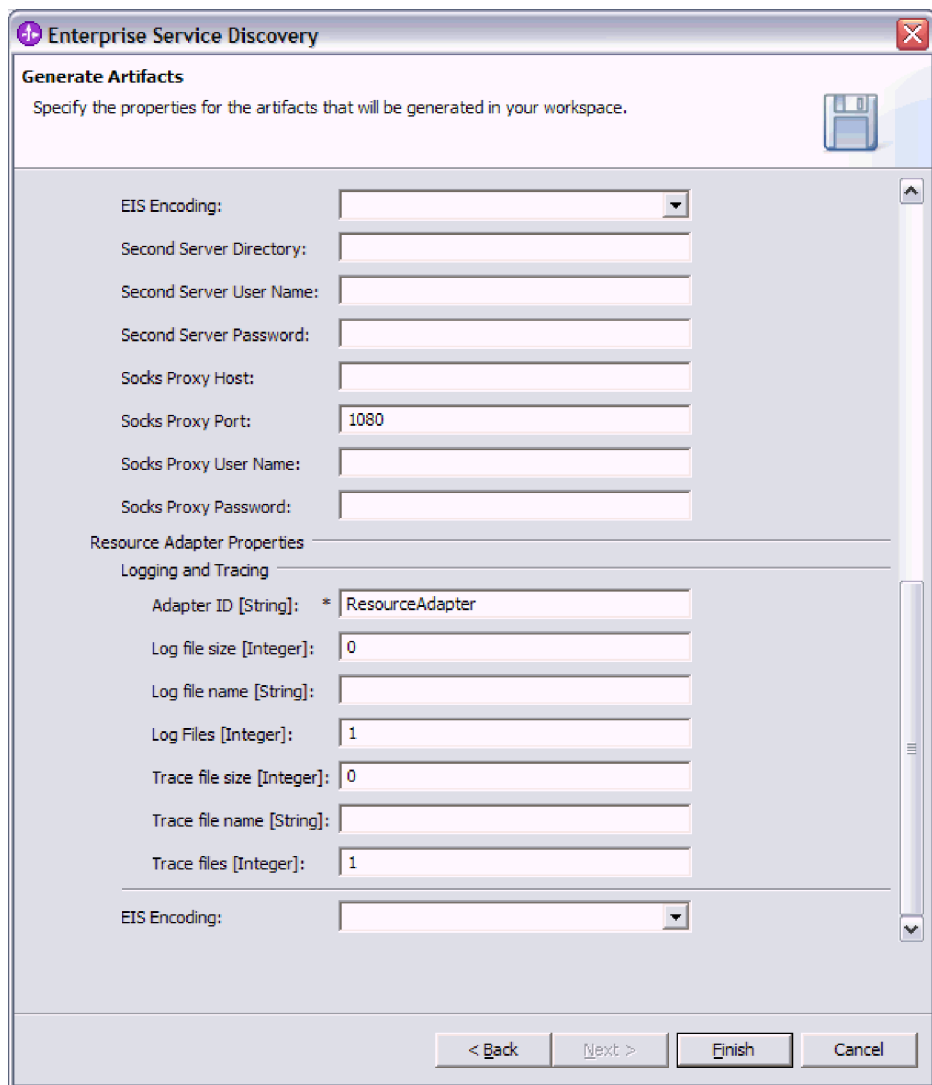 Enterprise Service Discovery
Generate Artifacts
Specify the properties for the artifacts that will be generated in your workspace.
EIS Encoding:
Second Server Directory:
Second Server User Name:
Second Server Password:
Socks Proxy Host:
Socks Proxy Port: 1080
Socks Proxy User Name:
Socks Proxy Password:
Resource Adapter Properties
Logging and Tracing
Adapter ID [String]: * ResourceAdapter
Log file size [Integer]: 0
Log file name [String]:
Log Files [Integer]: 1
Trace file size [Integer]: 0
Trace file name [String]:
Trace files [Integer]: 1
EIS Encoding:
< Back Next > Finish Cancel